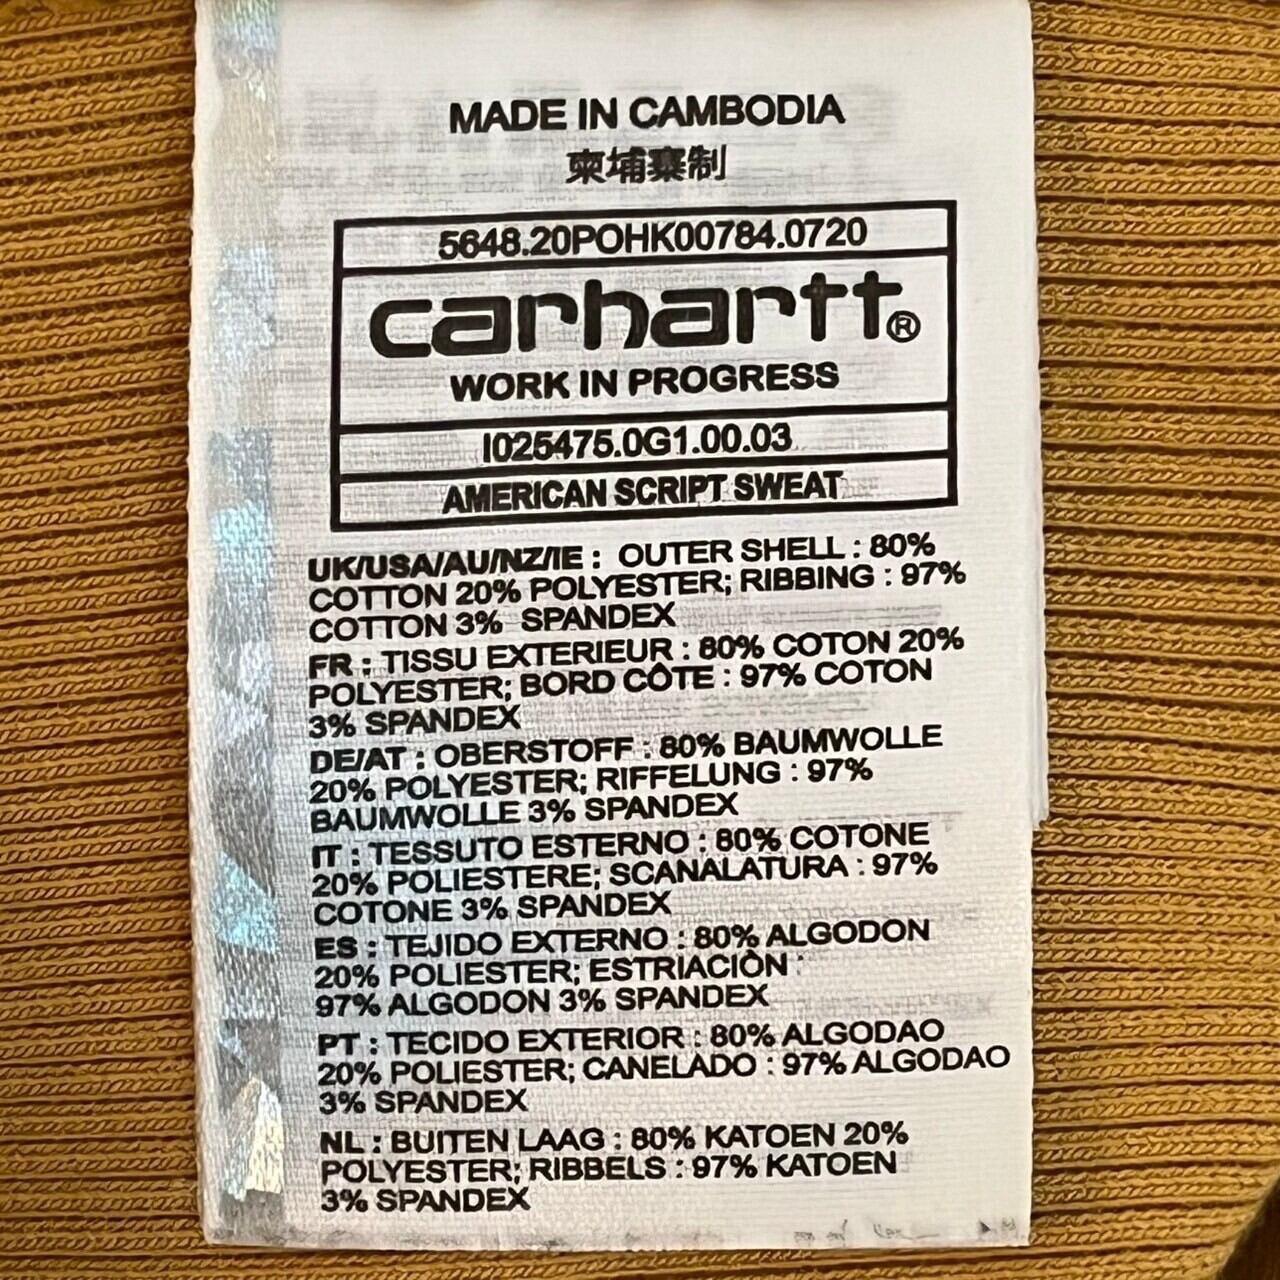 MADE IN CAMBODIA
柬埔寨制
5648.20POHK00784.0720
carhartt®
WORK IN PROGRESS
I025475.0G1.00.03
AMERICAN SCRIPT SWEAT
UK/USA/AU/NZ/IE : OUTER SHELL : 80%
COTTON 20% POLYESTER; RIBBING : 97%
COTTON 3% SPANDEX
FR : TISSU EXTERIEUR : 80% COTON 20%
POLYESTER; BORD CÔTE : 97% COTON
3% SPANDEX
DE/AT : OBERSTOFF : 80% BAUMWOLLE
20% POLYESTER; RIFFELUNG : 97%
BAUMWOLLE 3% SPANDEX
IT : TESSUTO ESTERNO : 80% COTONE
20% POLIESTERE; SCANALATURA : 97%
COTONE 3% SPANDEX
ES : TEJIDO EXTERNO : 80% ALGODON
20% POLIESTER; ESTRIACIÒN :
97% ALGODON 3% SPANDEX
PT : TECIDO EXTERIOR : 80% ALGODAO
20% POLIESTER; CANELADO : 97% ALGODAO
3% SPANDEX
NL : BUITEN LAAG : 80% KATOEN 20%
POLYESTER; RIBBELS : 97% KATOEN
3% SPANDEX